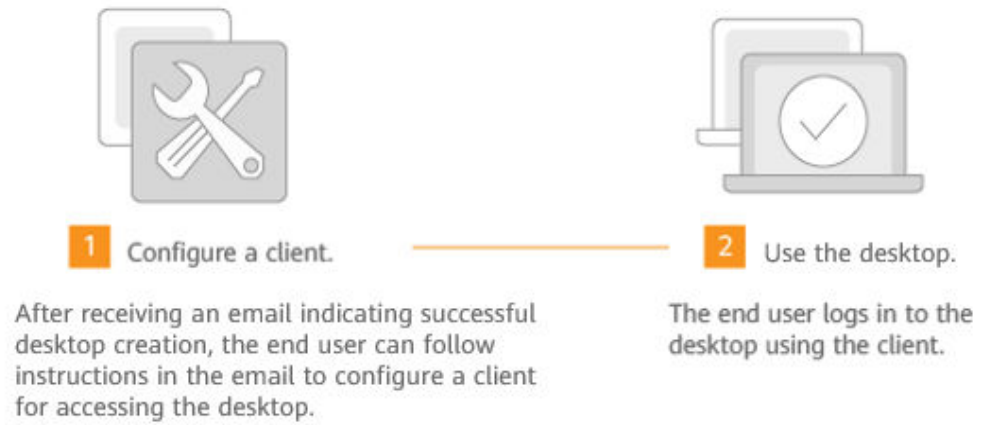 1 Configure a client.
After receiving an email indicating successful
desktop creation, the end user can follow
instructions in the email to configure a client
for accessing the desktop.
2 Use the desktop.
The end user logs in to the
desktop using the client.